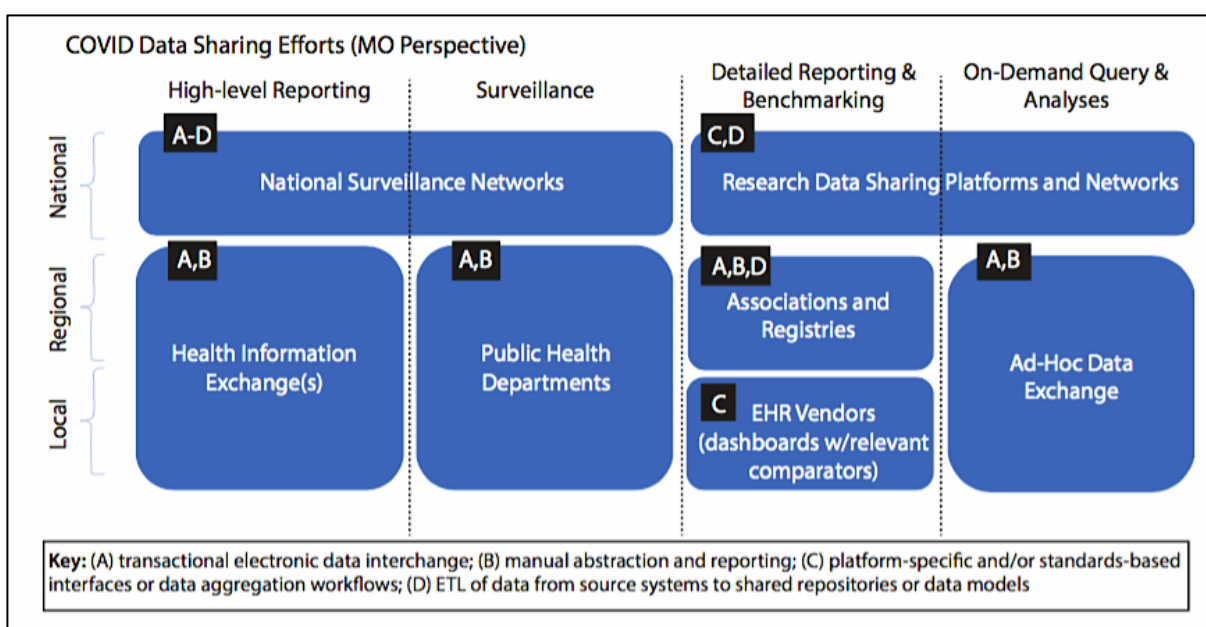 COVID Data Sharing Efforts (MO Perspective)
High-level Reporting
Surveillance
Detailed Reporting &
Benchmarking
On-Demand Query &
Analyses
National
A-D
National Surveillance Networks
C,D
Research Data Sharing Platforms and Networks
Regional
Local
A,B
Health Information
Exchange(s)
A,B
Public Health
Departments
A,B,D
Associations and
Registries
C
EHR Vendors
(dashboards w/relevant
comparators)
A,B
Ad-Hoc Data
Exchange
Key: (A) transactional electronic data interchange; (B) manual abstraction and reporting; (C) platform-specific and/or standards-based
interfaces or data aggregation workflows; (D) ETL of data from source systems to shared repositories or data models